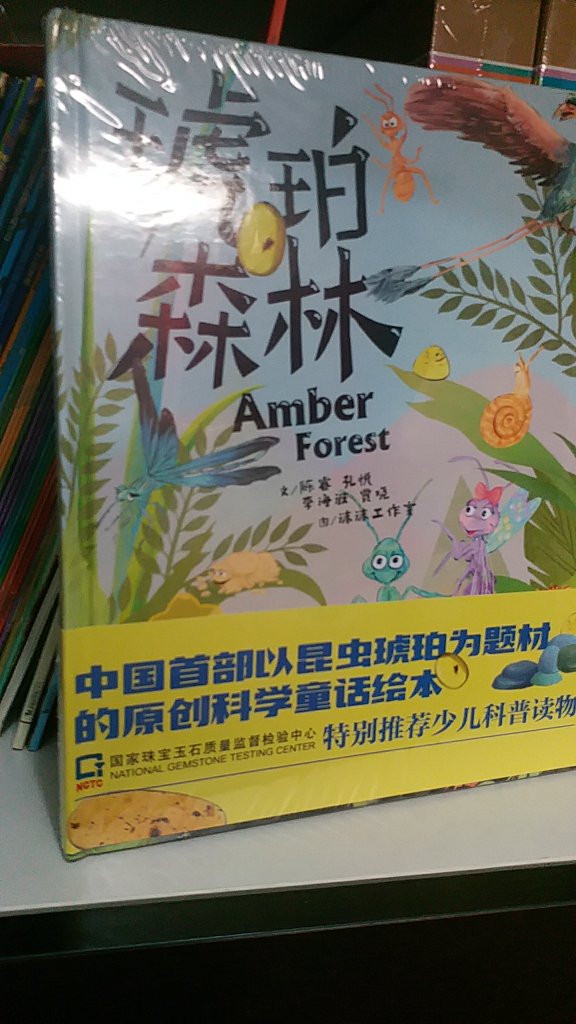 琥珀
森林
Amber
Forest
文/陈睿 孔悦
李海波 贾晓
图/沫沫工作室
中国首部以昆虫琥珀为题材
的原创科学童话绘本
国家珠宝玉石质量监督检验中心
NATIONAL GEMSTONE TESTING CENTER
NGTC
特别推荐少儿科普读物